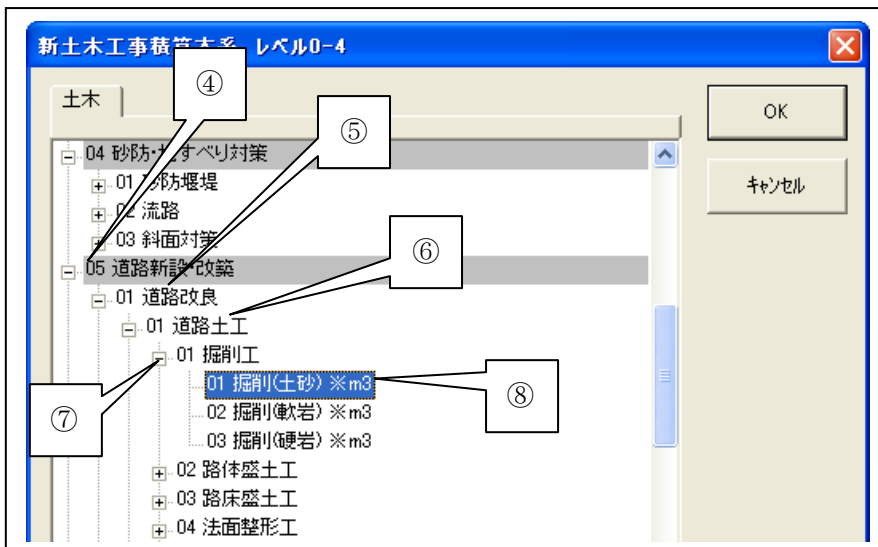 新土木工事積算大系 レベル0-4
④
土木
OK
⑤
04 砂防・地すべり対策
01 砂防堰堤
キャンセル
02 流路
03 斜面対策
⑥
05 道路新設・改築
01 道路改良
01 道路土工
01 掘削工
01 掘削(土砂) ※m3
⑧
⑦
02 掘削(軟岩) ※m3
03 掘削(硬岩) ※m3
02 路体盛土工
03 路床盛土工
04 法面整形工